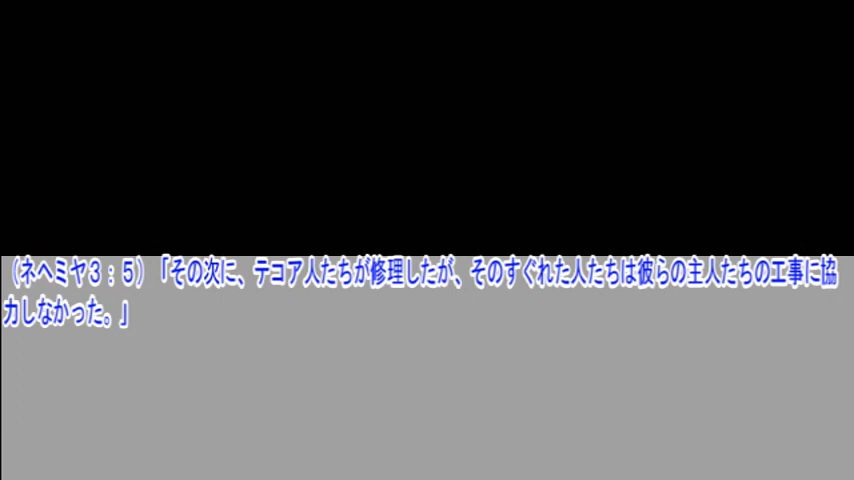 （ネヘミヤ３：５）「その次に、テコア人たちが修理したが、そのすぐれた人たちは彼らの主人たちの工事に協
力しなかった。」